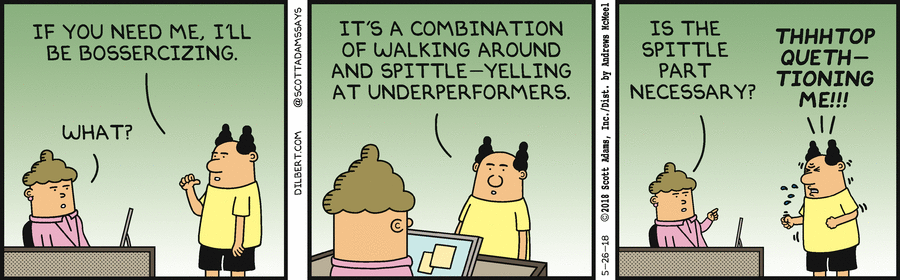 IF YOU NEED ME, I'LL
BE BOSSERCIZING.
WHAT?
DILBERT.COM @SCOTTADAMSSAYS
IT'S A COMBINATION
OF WALKING AROUND
AND SPITTLE-YELLING
AT UNDERPERFORMERS.
5-26-18 ©2018 Scott Adams, Inc./Dist. by Andrews McMeel
IS THE
SPITTLE
PART
NECESSARY?
THHHTOP
QUETH-
TIONING
ME!!!